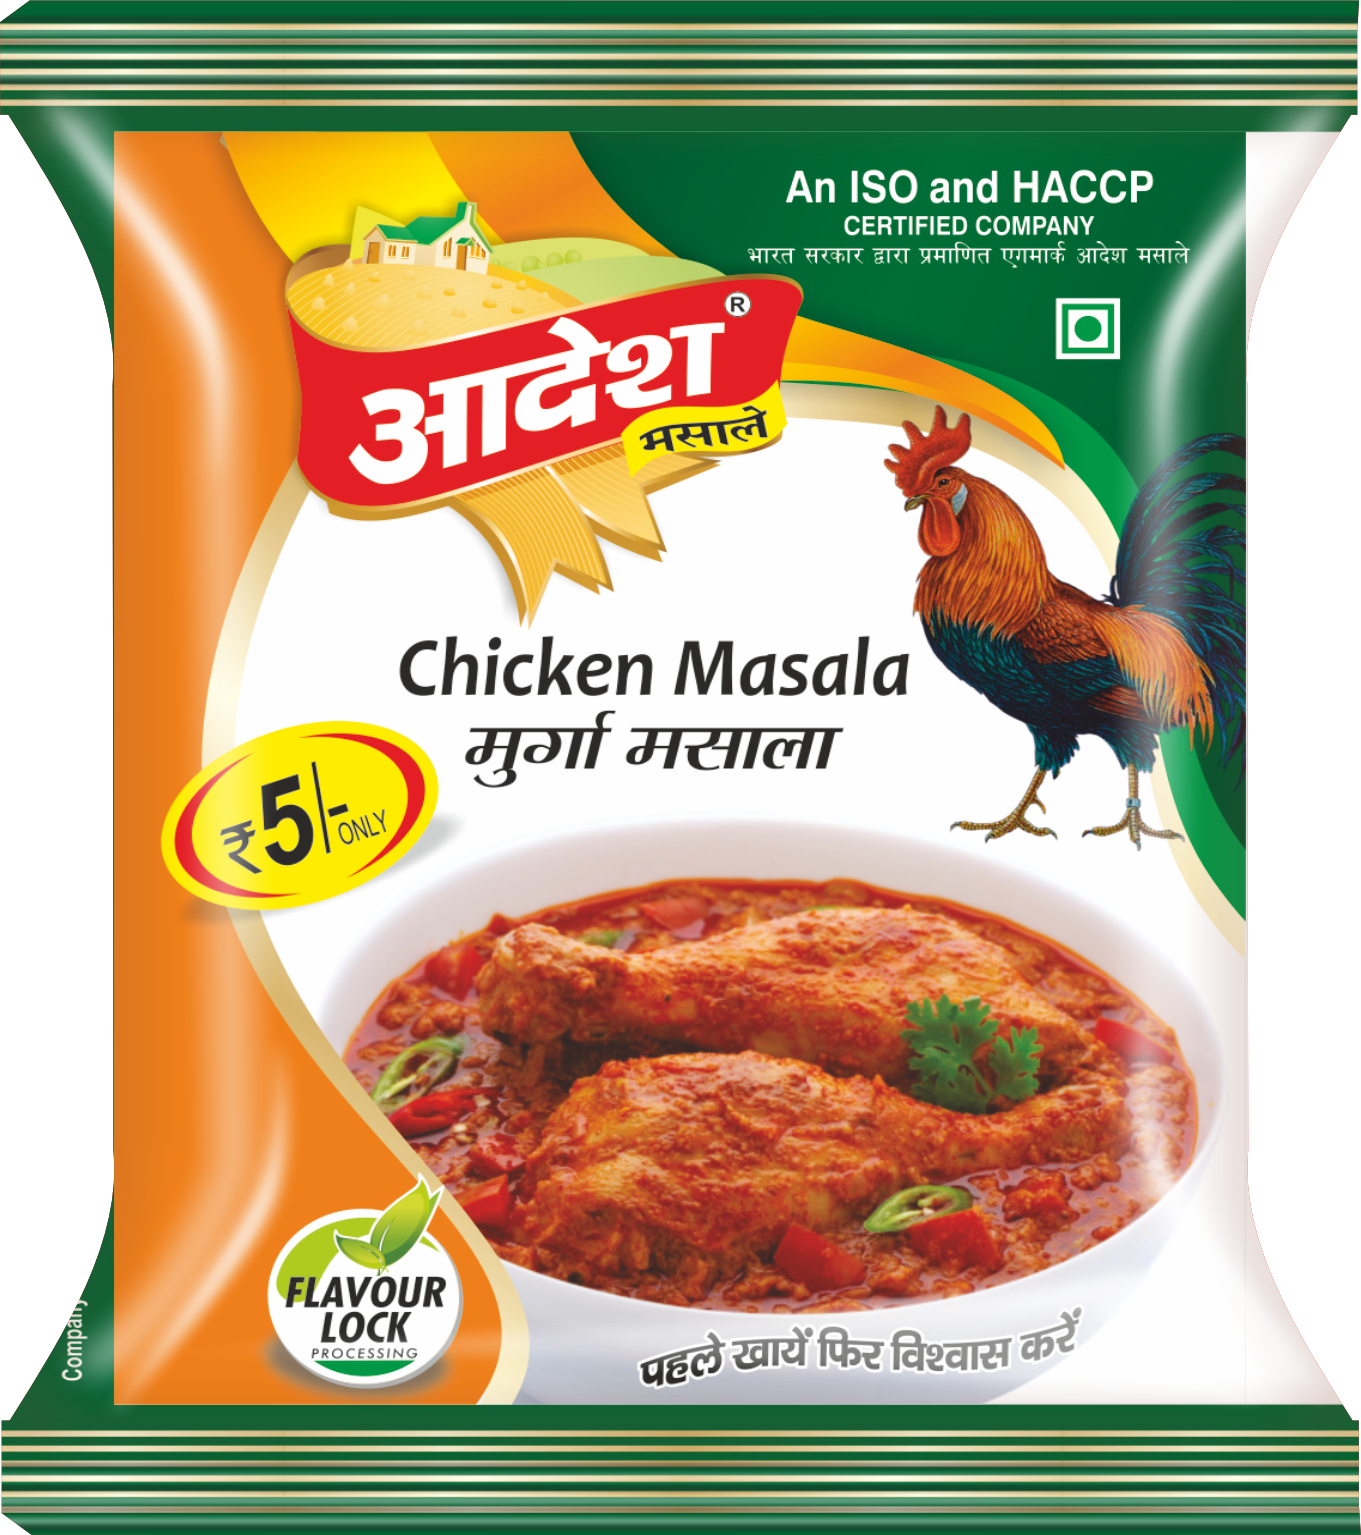 An ISO and HACCP
CERTIFIED COMPANY
भारत सरकार द्वारा प्रमाणित एगमार्क आदेश मसाले
आदेश ®
मसाले
Chicken Masala
मुर्गा मसाला
₹5/- ONLY
FLAVOUR
LOCK
PROCESSING
पहले खायें फिर विश्वास करें
Company